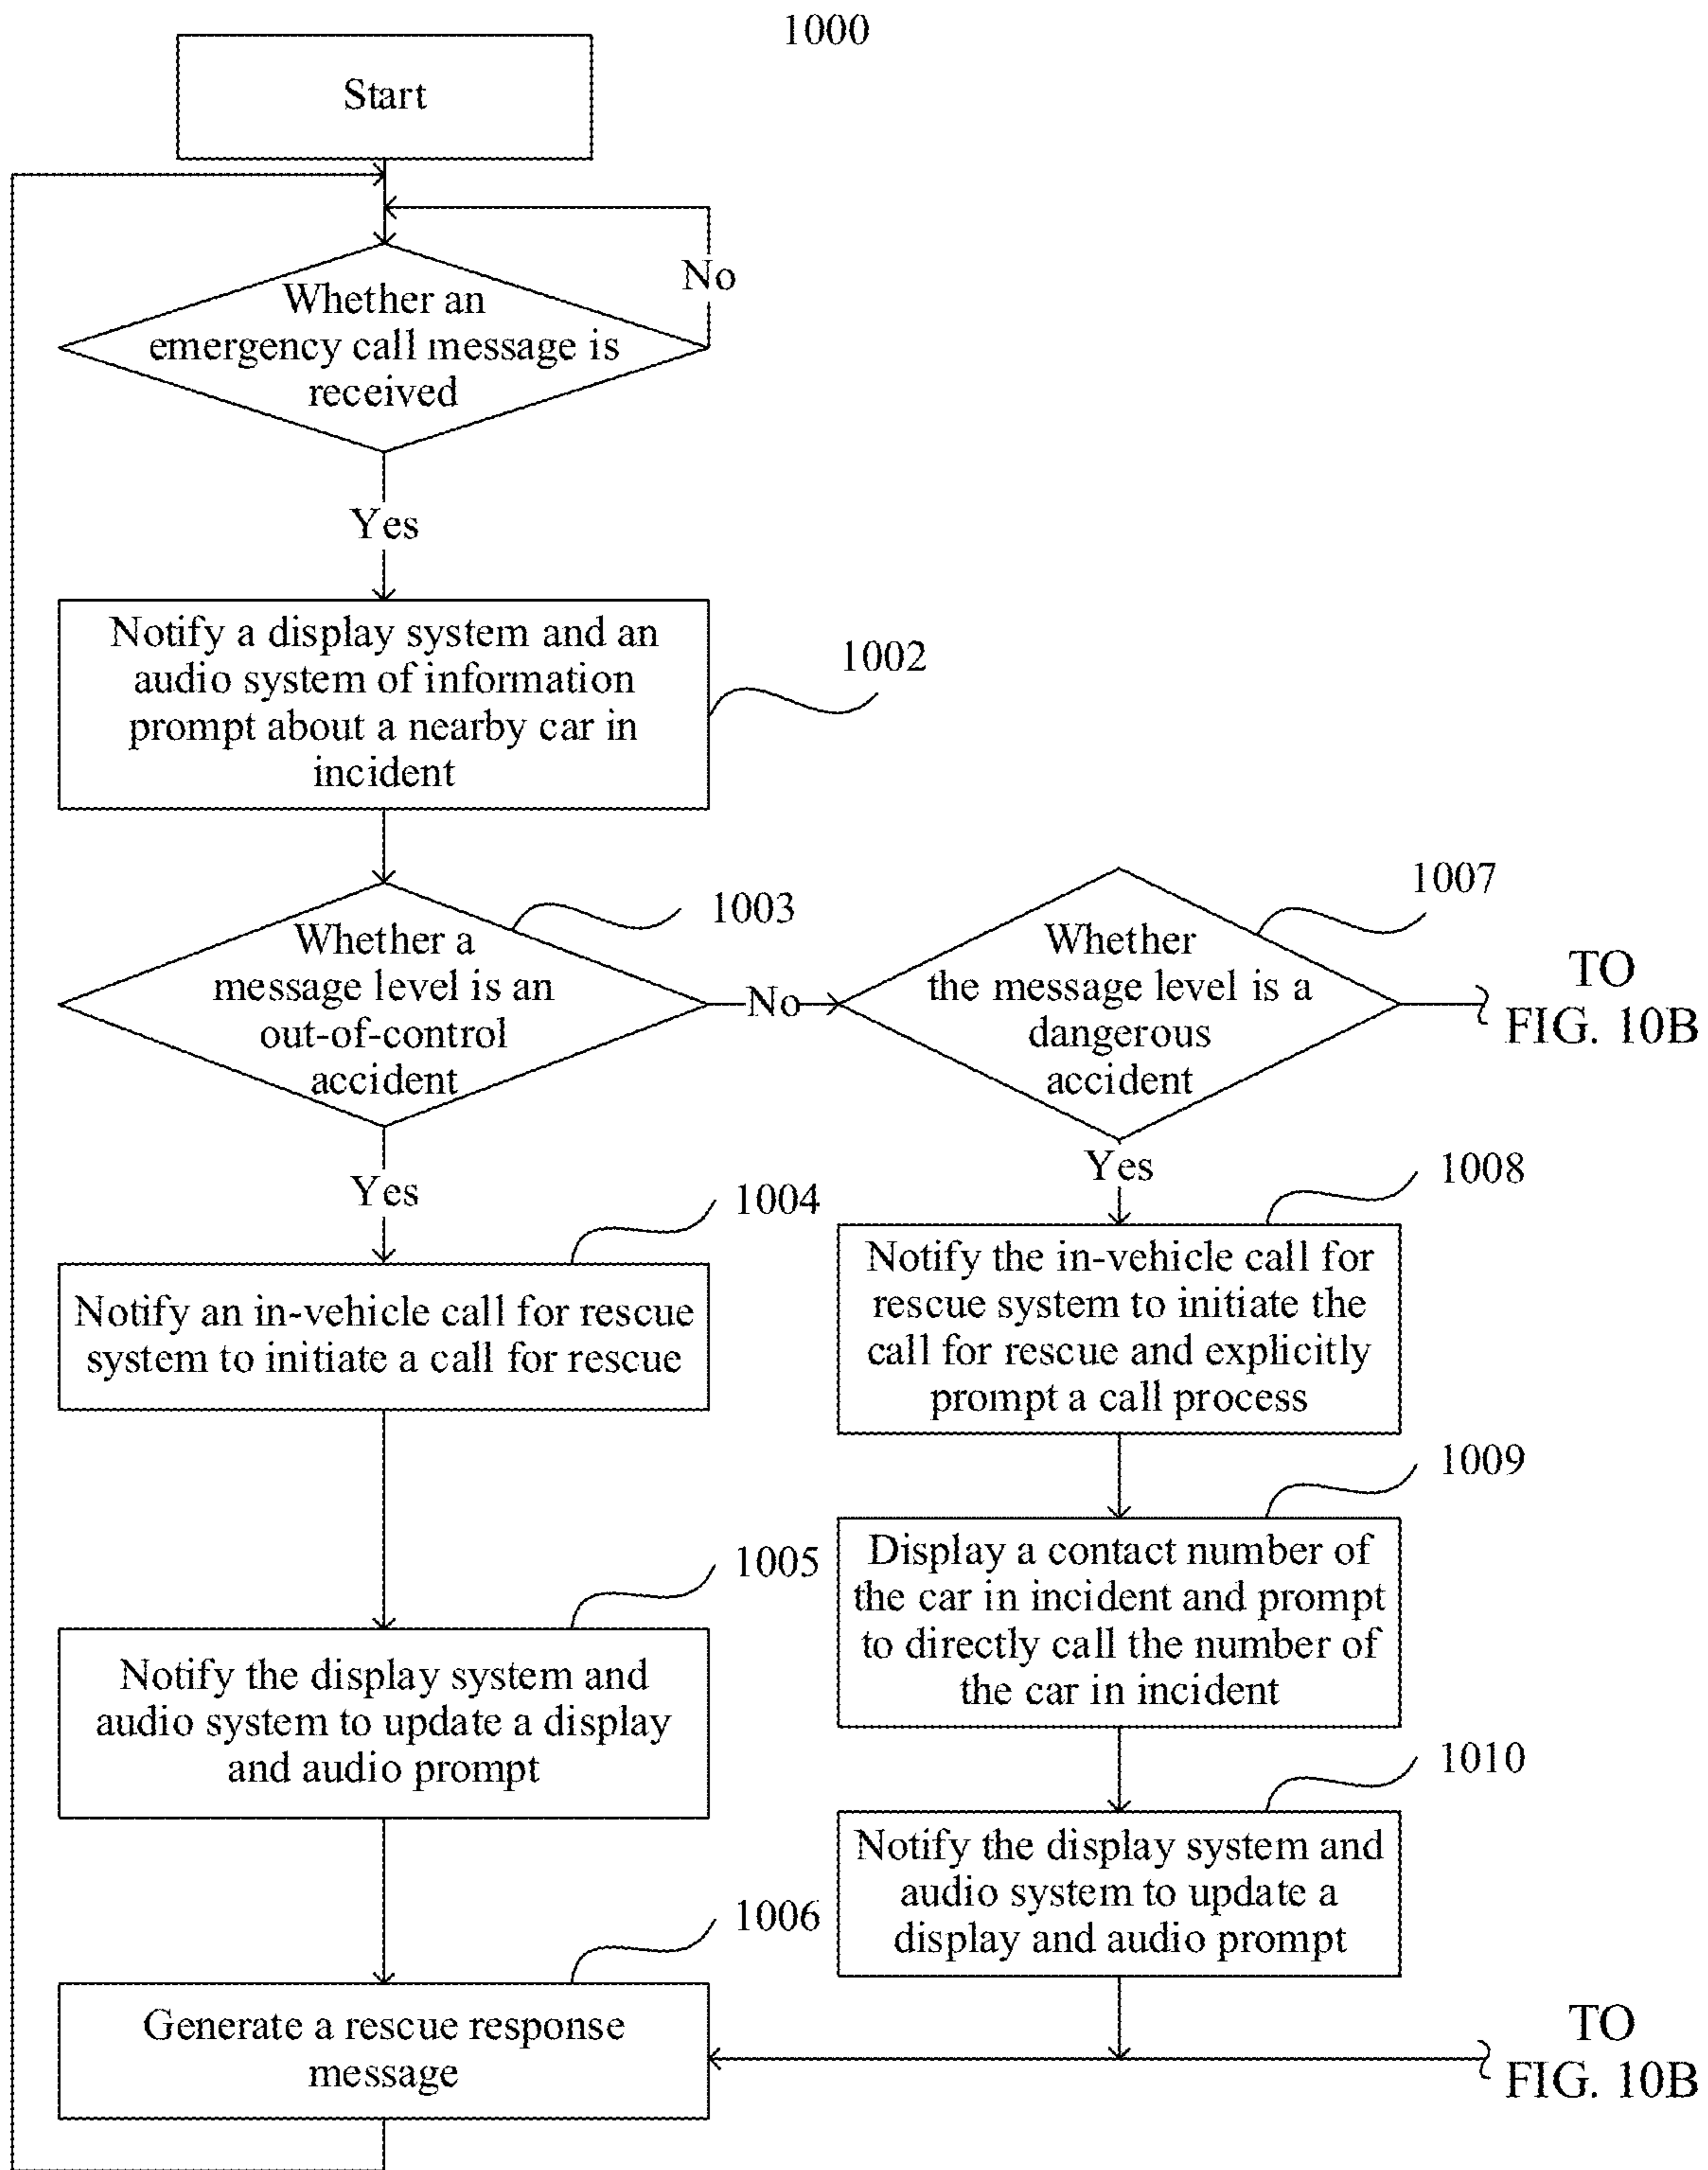 1000
Start
No
Whether an
emergency call message is
received
Yes
Notify a display system and an
audio system of information
prompt about a nearby car in
incident
1002
1003
Whether a
message level is an
out-of-control
accident
No
1007
Whether
the message level is a
dangerous
accident
TO
FIG. 10B
Yes
1004
Notify an in-vehicle call for rescue
system to initiate a call for rescue
Yes
1008
Notify the in-vehicle call for
rescue system to initiate the
call for rescue and explicitly
prompt a call process
1009
Display a contact number of
the car in incident and prompt
to directly call the number of
the car in incident
1005
Notify the display system and
audio system to update a display
and audio prompt
1010
Notify the display system and
audio system to update a
display and audio prompt
1006
Generate a rescue response
message
TO
FIG. 10B